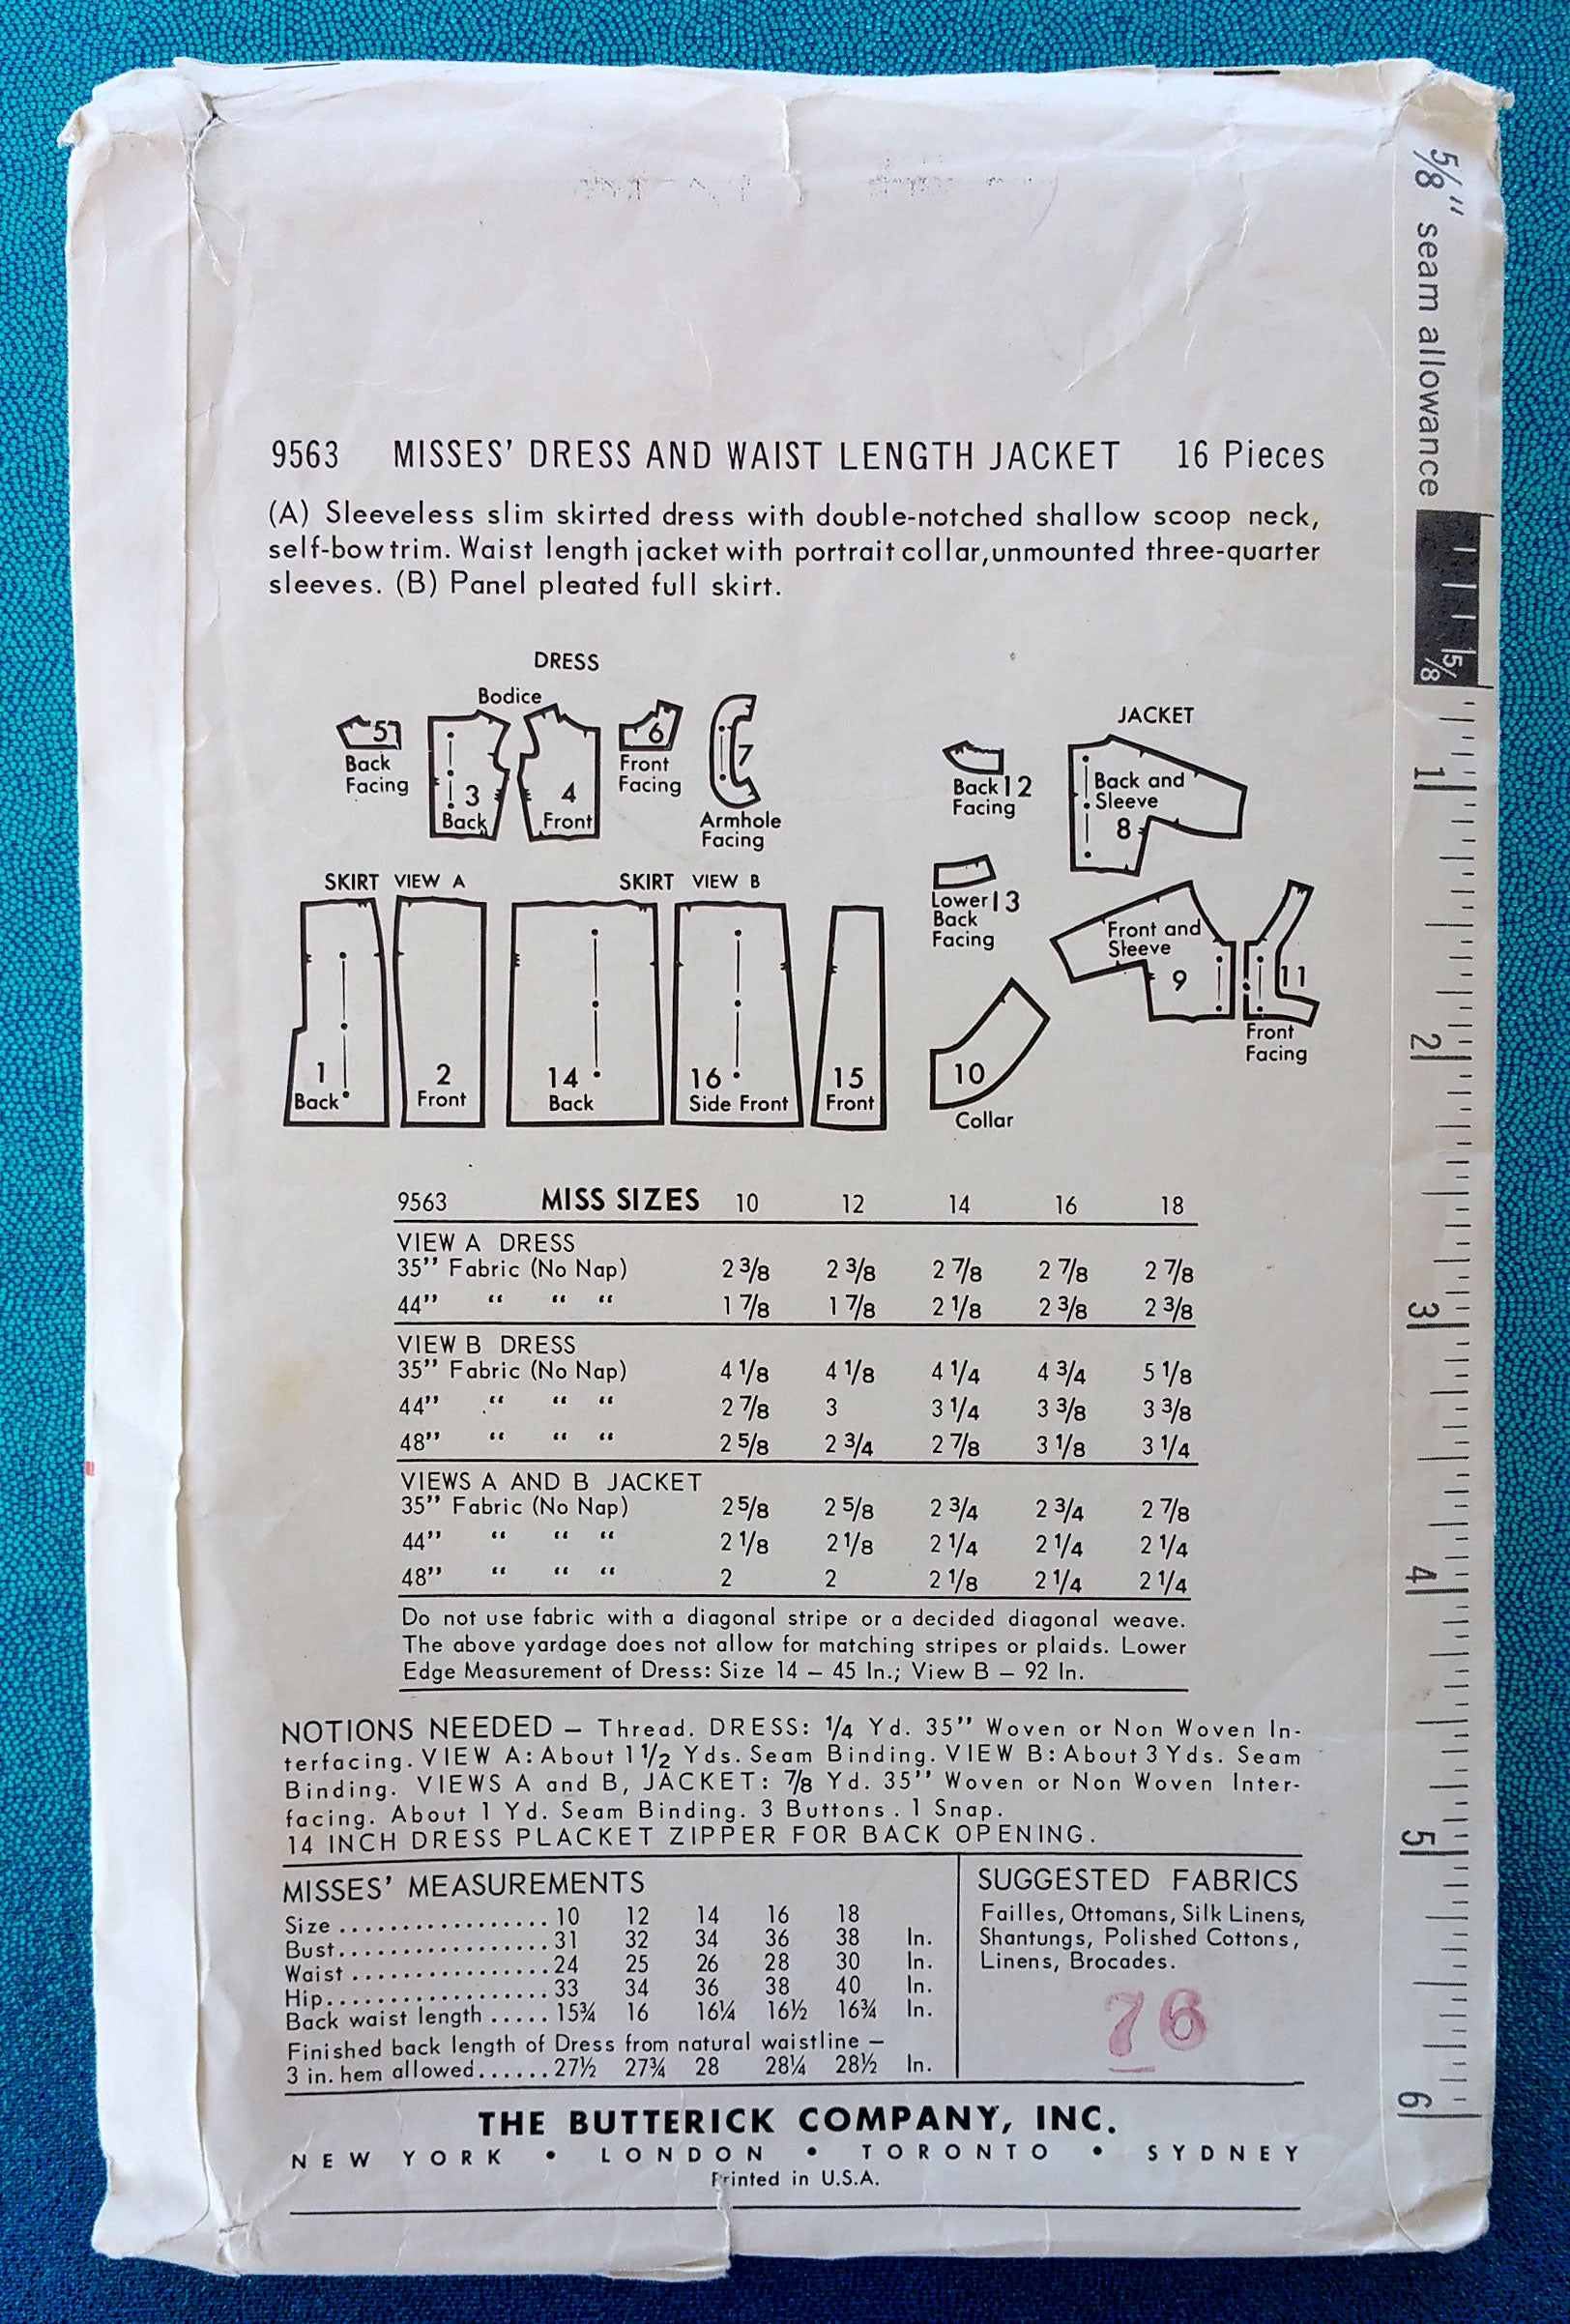 9563 MISSES' DRESS AND WAIST LENGTH JACKET 16 Pieces
(A) Sleeveless slim skirted dress with double-notched shallow scoop neck,
self-bow trim. Waist length jacket with portrait collar, unmounted three-quarter
sleeves. (B) Panel pleated full skirt.
DRESS
Bodice
5
Back
Facing
3
Back
4
Front
6
Front
Facing
7
Armhole
Facing
SKIRT VIEW A
1
Back
2
Front
SKIRT VIEW B
14
Back
16
Side Front
15
Front
JACKET
Back 12
Facing
Back and
Sleeve
8
Lower 13
Back
Facing
Front and
Sleeve
9
11
Front
Facing
10
Collar
9563 MISS SIZES 10 12 14 16 18
VIEW A DRESS
35” Fabric (No Nap) 2 3/8 2 3/8 2 7/8 2 7/8 2 7/8
44” “ “ “ 1 7/8 1 7/8 2 1/8 2 3/8 2 3/8
VIEW B DRESS
35” Fabric (No Nap) 4 1/8 4 1/8 4 1/4 4 3/4 5 1/8
44” “ “ “ 2 7/8 3 3 1/4 3 3/8 3 3/8
48” “ “ “ 2 5/8 2 3/4 2 7/8 3 1/8 3 1/4
VIEWS A AND B JACKET
35” Fabric (No Nap) 2 5/8 2 5/8 2 3/4 2 3/4 2 7/8
44” “ “ “ 2 1/8 2 1/8 2 1/4 2 1/4 2 1/4
48” “ “ “ 2 2 2 1/8 2 1/4 2 1/4
Do not use fabric with a diagonal stripe or a decided diagonal weave.
The above yardage does not allow for matching stripes or plaids. Lower
Edge Measurement of Dress: Size 14 – 45 In.; View B – 92 In.
NOTIONS NEEDED – Thread. DRESS: 1/4 Yd. 35” Woven or Non Woven In-
terfacing. VIEW A: About 1 1/2 Yds. Seam Binding. VIEW B: About 3 Yds. Seam
Binding. VIEWS A and B, JACKET: 7/8 Yd. 35” Woven or Non Woven Inter-
facing. About 1 Yd. Seam Binding. 3 Buttons. 1 Snap.
14 INCH DRESS PLACKET ZIPPER FOR BACK OPENING.
MISSES' MEASUREMENTS
Size .................. 10 12 14 16 18
Bust.................. 31 32 34 36 38 In.
Waist ................. 24 25 26 28 30 In.
Hip................... 33 34 36 38 40 In.
Back waist length ..... 15¾ 16 16¼ 16½ 16¾ In.
Finished back length of Dress from natural waistline –
3 in. hem allowed...... 27½ 27¾ 28 28¼ 28½ In.
SUGGESTED FABRICS
Failles, Ottomans, Silk Linens,
Shantungs, Polished Cottons,
Linens, Brocades.
76
THE BUTTERICK COMPANY, INC.
NEW YORK • LONDON • TORONTO • SYDNEY
Printed in U.S.A.
5/8" seam allowance
5/8
1
2
3
4
5
6